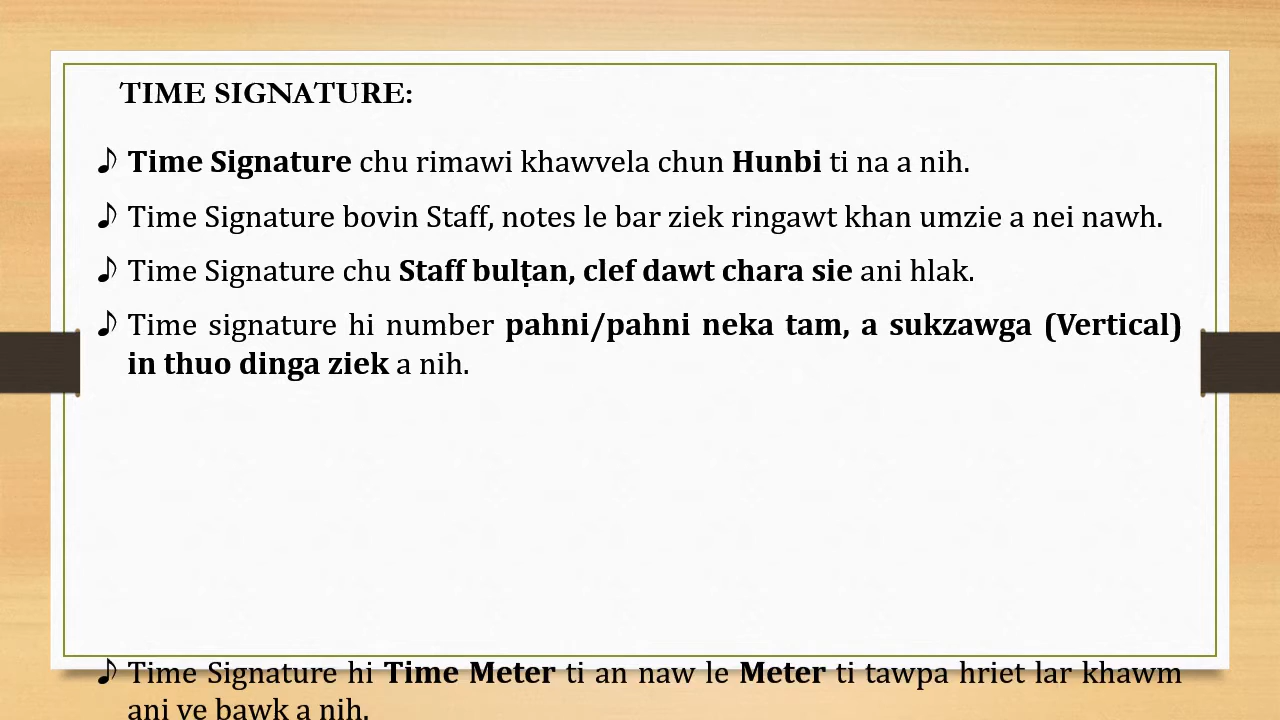 TIME SIGNATURE:
♪ Time Signature chu rimawi khawvela chun Hunbi ti na a nih.
♪ Time Signature bovin Staff, notes le bar ziek ringawt khan umzie a nei nawh.
♪ Time Signature chu Staff bulṭan, clef dawt chara sie ani hlak.
♪ Time signature hi number pahni/pahni neka tam, a sukzawga (Vertical)
in thuo dinga ziek a nih.
♪ Time Signature hi Time Meter ti an naw le Meter ti tawpa hriet lar khawm
ani ve bawk a nih.